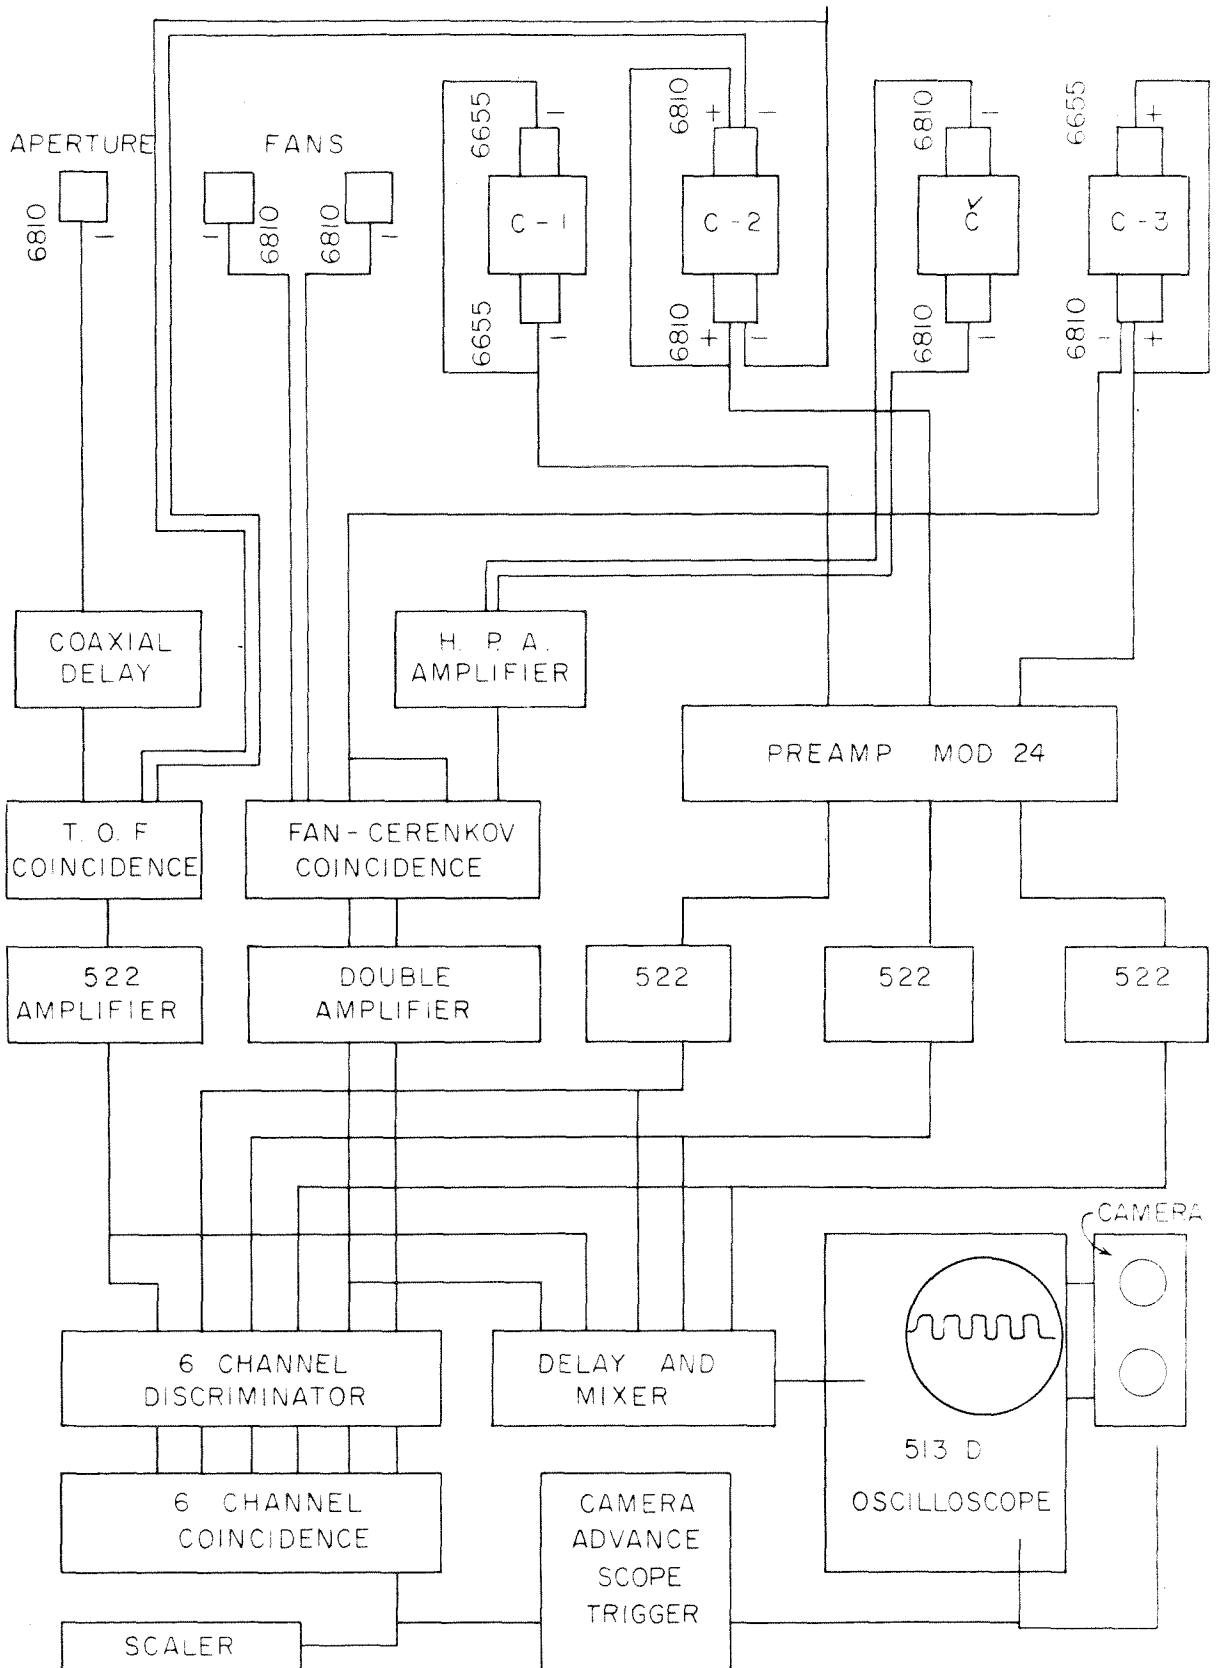 APERTURE
FANS
6810
-
-
6810
6810
-
6655
-
C-1
6655
-
6810
+
-
C-2
6810
+
-
6810
-
Č
6810
-
6655
+
C-3
6810
-
+
COAXIAL
DELAY
H. P. A.
AMPLIFIER
PREAMP MOD 24
T. O. F
COINCIDENCE
FAN-CERENKOV
COINCIDENCE
522
AMPLIFIER
DOUBLE
AMPLIFIER
522
522
522
CAMERA
6 CHANNEL
DISCRIMINATOR
DELAY AND
MIXER
513 D
OSCILLOSCOPE
6 CHANNEL
COINCIDENCE
CAMERA
ADVANCE
SCOPE
TRIGGER
SCALER